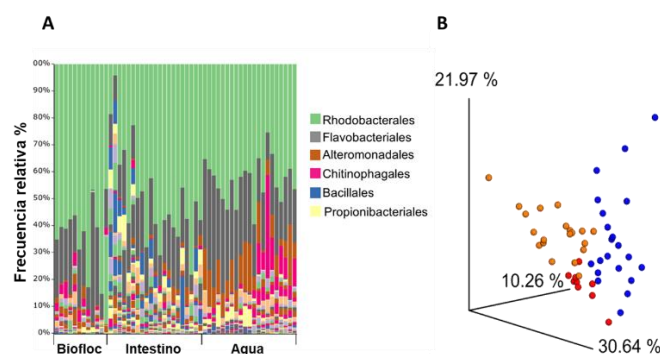 A
B
Frecuencia relativa %
00%
90%
80%
70%
60%
50%
40%
30%
20%
10%
0%
Biofloc
Intestino
Agua
Rhodobacterales
Flavobacteriales
Alteromonadales
Chitinophagales
Bacillales
Propionibacteriales
21.97 %
10.26 %
30.64 %